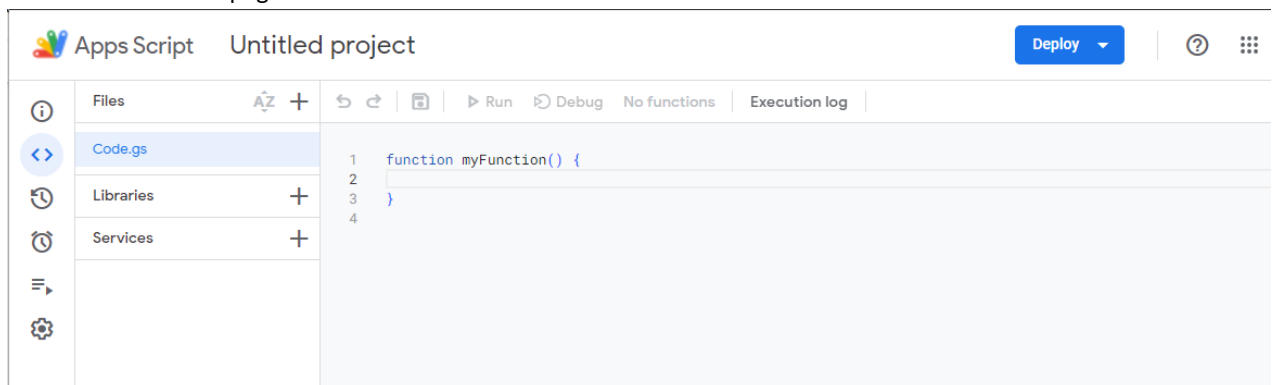 Apps Script Untitled project Deploy
Files AZ
Run Debug No functions Execution log
Code.gs
Libraries
Services
1 function myFunction() {
2
3 }
4